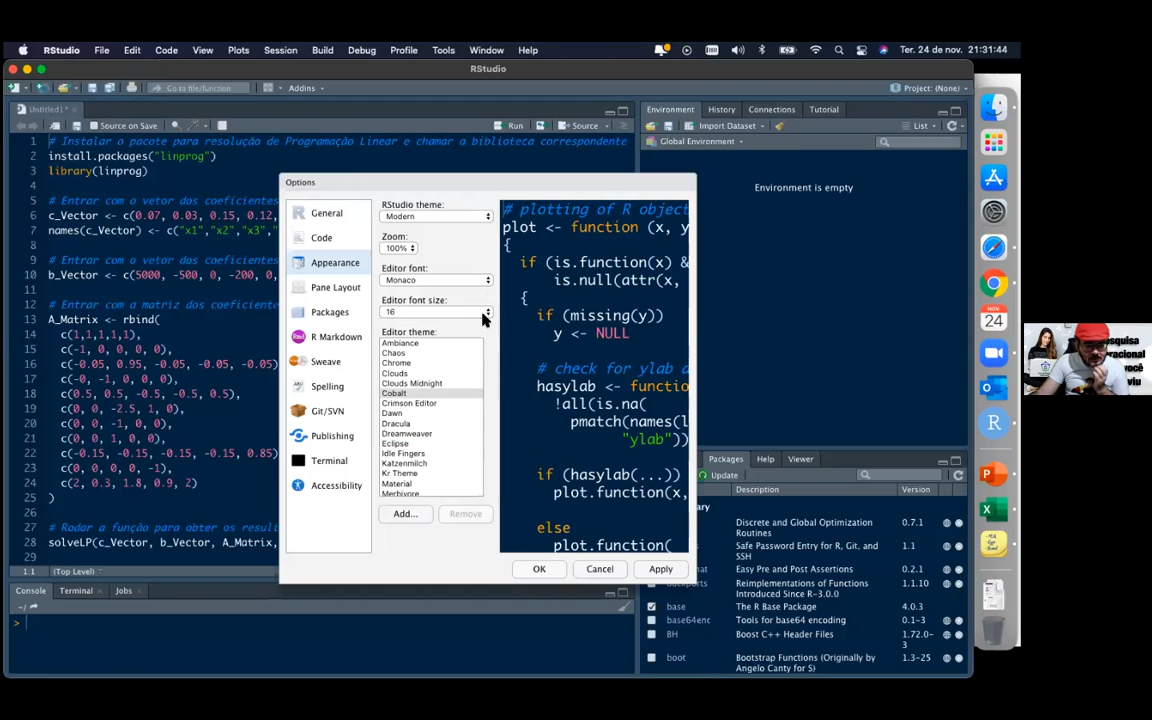 RStudio File Edit Code View Plots Session Build Debug Profile Tools Window Help Ter. 24 de nov. 21:31:44
RStudio
Go to file/function Addins Project: (None)
Untitled1*
Source on Save Run Source
1 # Instalar o pacote para resolução de Programação Linear e chamar a biblioteca correspondente
2 install.packages("linprog")
3 library(linprog)
4
5 # Entrar com o vetor dos coeficientes
6 c_Vector <- c(0.07, 0.03, 0.15, 0.12,
7 names(c_Vector) <- c("x1","x2","x3"
8
9 # Entrar com o vetor dos coeficientes
10 b_Vector <- c(5000, -500, 0, -200, 0,
11
12 # Entrar com a matriz dos coeficiente
13 A_Matrix <- rbind(
14 c(1,1,1,1,1),
15 c(-1, 0, 0, 0, 0),
16 c(-0.05, 0.95, -0.05, -0.05, -0.05)
17 c(-0, -1, 0, 0, 0),
18 c(0.5, 0.5, -0.5, -0.5, 0.5),
19 c(0, 0, -2.5, 1, 0),
20 c(0, 0, -1, 0, 0),
21 c(0, 0, 1, 0, 0),
22 c(-0.15, -0.15, -0.15, -0.15, 0.85)
23 c(0, 0, 0, 0, -1),
24 c(2, 0.3, 1.8, 0.9, 2)
25 )
26
27 # Rodar a função para obter os result
28 solveLP(c_Vector, b_Vector, A_Matrix,
29
1:1 (Top Level)
Console Terminal Jobs
~/
>
Options
General
Code
Appearance
Pane Layout
Packages
R Markdown
Sweave
Spelling
Git/SVN
Publishing
Terminal
Accessibility
RStudio theme:
Modern
Zoom:
100%
Editor font:
Monaco
Editor font size:
16
Editor theme:
Ambiance
Chaos
Chrome
Clouds
Clouds Midnight
Cobalt
Crimson Editor
Dawn
Dracula
Dreamweaver
Eclipse
Idle Fingers
Katzenmilch
Kr Theme
Material
Merbivore
Add... Remove
# plotting of R object
plot <- function (x, y
{
if (is.function(x) &
is.null(attr(x,
{
if (missing(y))
y <- NULL
# check for ylab a
hasylab <- functio
!all(is.na(
pmatch(names(l
"ylab"))
if (hasylab(...))
plot.function(x,
else
plot.function(
OK Cancel Apply
Environment History Connections Tutorial
Import Dataset List
Global Environment
Environment is empty
Packages Help Viewer
Update
Description Version
rary
Discrete and Global Optimization Routines 0.7.1
Safe Password Entry for R, Git, and SSH 1.1
Easy Pre and Post Assertions 0.2.1
backports Reimplementations of Functions Introduced Since R-3.0.0 1.1.10
base The R Base Package 4.0.3
base64enc Tools for base64 encoding 0.1-3
BH Boost C++ Header Files 1.72.0-3
boot Bootstrap Functions (Originally by Angelo Canty for S) 1.3-25
NOV
24
esquisa
eracional
você
viu